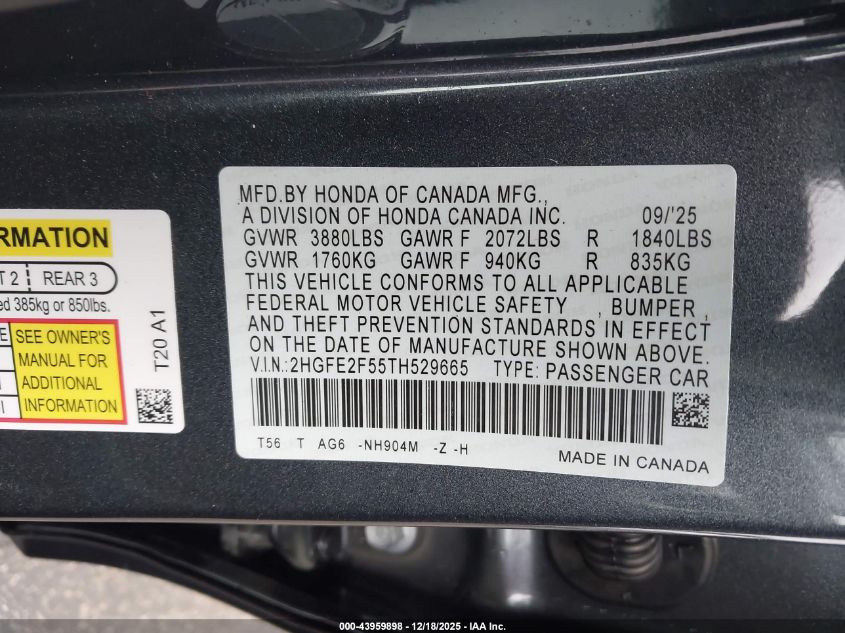 MFD.BY HONDA OF CANADA MFG.,
A DIVISION OF HONDA CANADA INC. 09/'25
GVWR 3880LBS GAWR F 2072LBS R 1840LBS
GVWR 1760KG GAWR F 940KG R 835KG
THIS VEHICLE CONFORMS TO ALL APPLICABLE
FEDERAL MOTOR VEHICLE SAFETY , BUMPER ,
AND THEFT PREVENTION STANDARDS IN EFFECT
ON THE DATE OF MANUFACTURE SHOWN ABOVE.
V.I.N.:2HGFE2F55TH529665 TYPE: PASSENGER CAR
T56 T AG6 -NH904M -Z -H
MADE IN CANADA
RMATION
T 2 REAR 3
ed 385kg or 850lbs.
SEE OWNER'S
MANUAL FOR
ADDITIONAL
INFORMATION
T20 A1
000-43959898 - 12/18/2025 - IAA Inc.